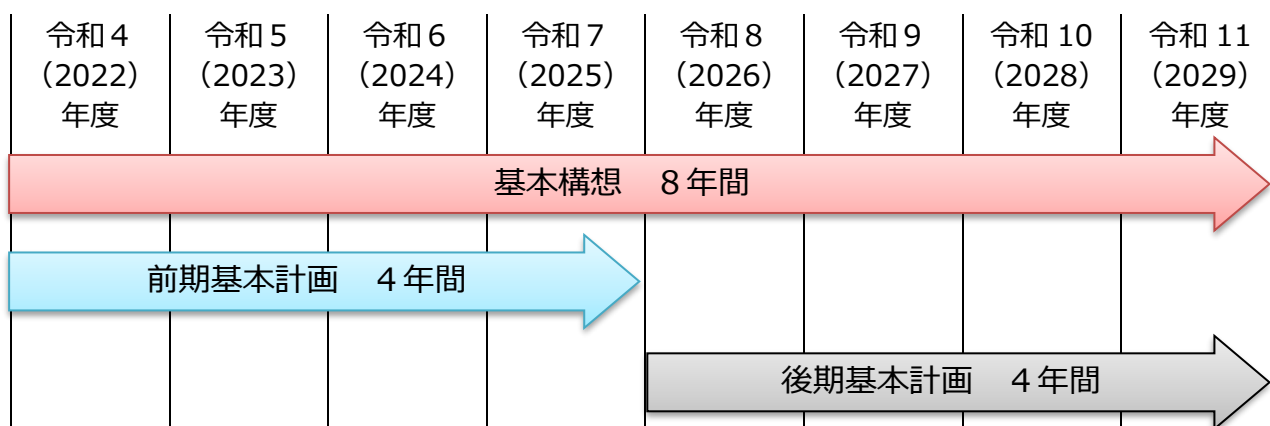 令和４
（2022）
年度
令和５
（2023）
年度
令和６
（2024）
年度
令和７
（2025）
年度
令和８
（2026）
年度
令和９
（2027）
年度
令和 10
（2028）
年度
令和 11
（2029）
年度
基本構想　８年間
前期基本計画　４年間
後期基本計画　４年間